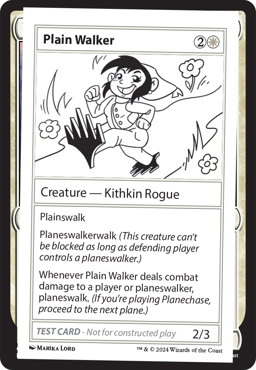 Plain Walker 2
Creature — Kithkin Rogue
Plainswalk
Planeswalkerwalk (This creature can't
be blocked as long as defending player
controls a planeswalker.)
Whenever Plain Walker deals combat
damage to a player or planeswalker,
planeswalk. (If you're playing Planechase,
proceed to the next plane.)
TEST CARD - Not for constructed play 2/3
Marika Lord ™ & © 2024 Wizards of the Coast